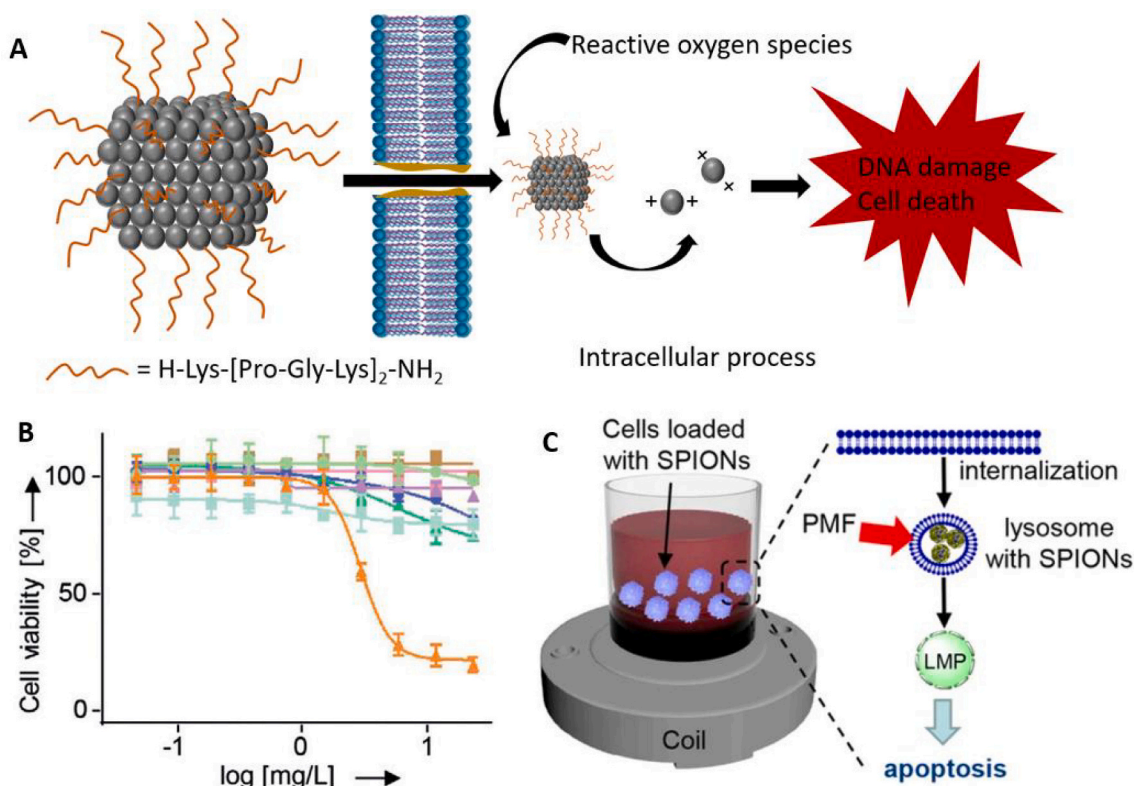 A
Reactive oxygen species
DNA damage
Cell death
+ +
x
x
= H-Lys-[Pro-Gly-Lys]₂-NH₂
Intracellular process
B
Cell viability [%]
100
50
0
-1 0 1
log [mg/L]
C
Cells loaded
with SPIONs
Coil
internalization
PMF
lysosome
with SPIONs
LMP
apoptosis